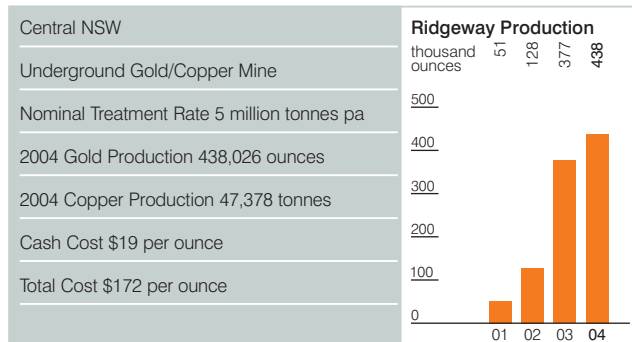 Central NSW
Underground Gold/Copper Mine
Nominal Treatment Rate 5 million tonnes pa
2004 Gold Production 438,026 ounces
2004 Copper Production 47,378 tonnes
Cash Cost $19 per ounce
Total Cost $172 per ounce
Ridgeway Production
thousand
ounces
51
128
377
438
500
400
300
200
100
0
01 02 03 04